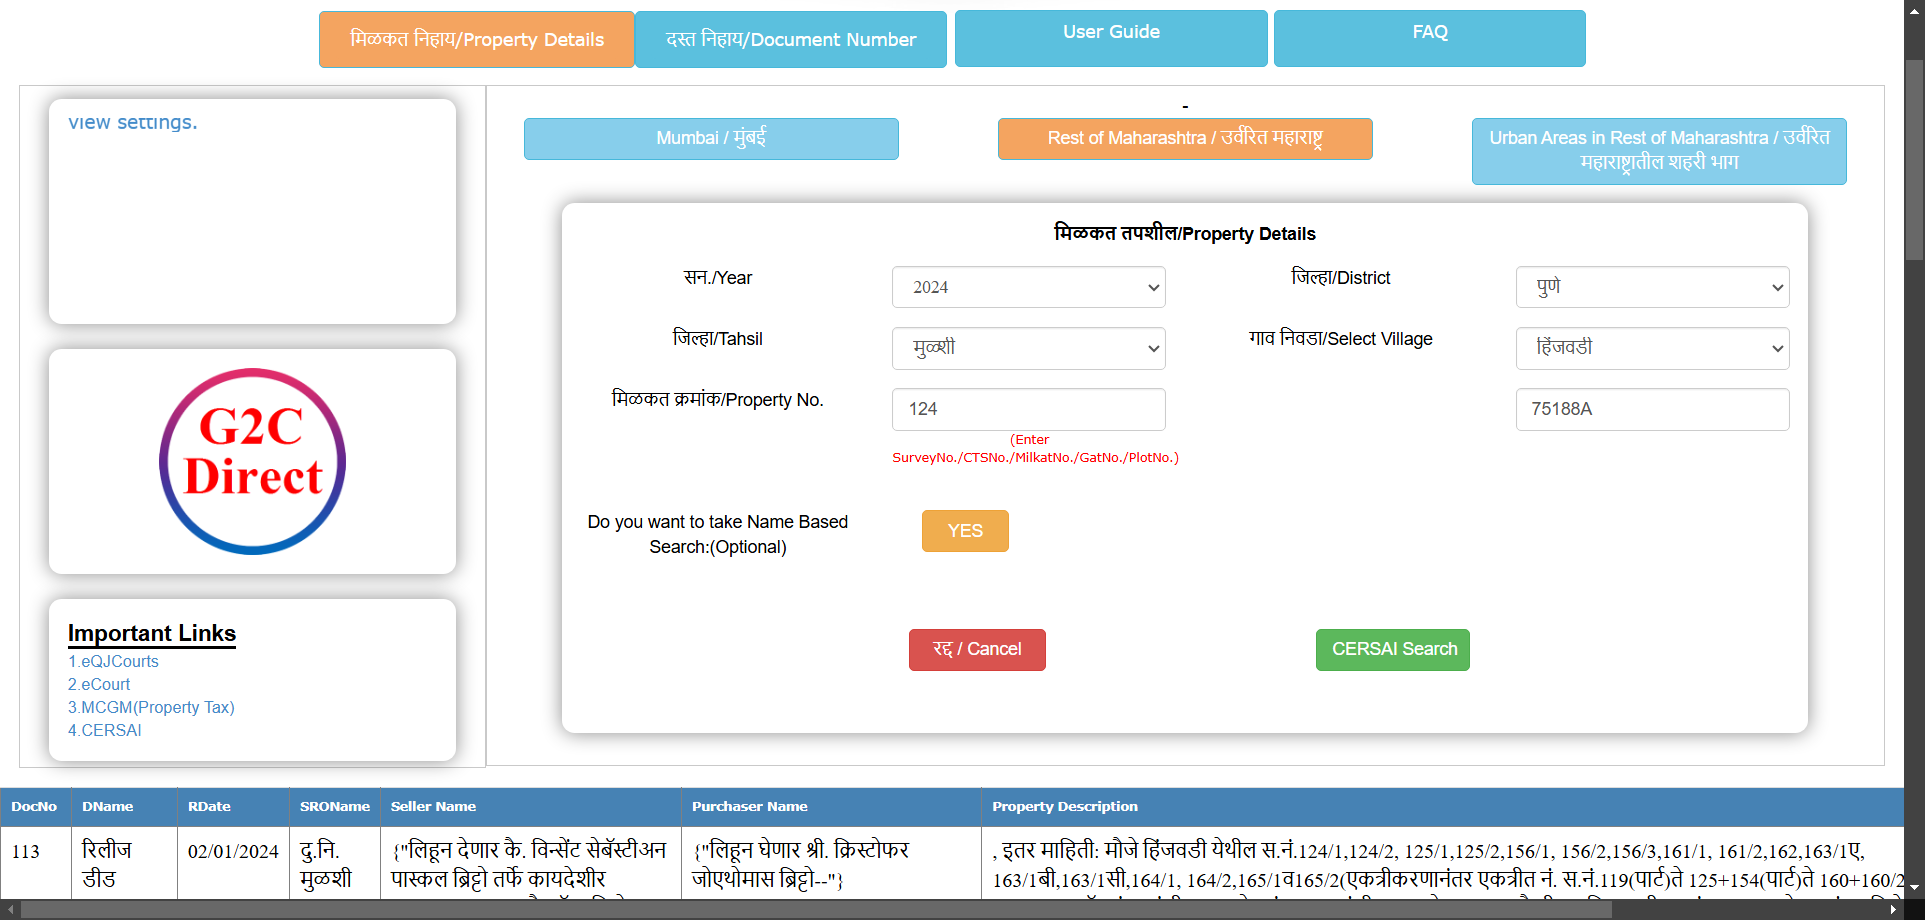 मिळकत निहाय/Property Details
दस्त निहाय/Document Number
User Guide
FAQ
view settings.
-
Mumbai / मुंबई
Rest of Maharashtra / उर्वरित महाराष्ट्र
Urban Areas in Rest of Maharashtra / उर्वरित
महाराष्ट्रातील शहरी भाग
मिळकत तपशील/Property Details
सन./Year
2024
जिल्हा/District
पुणे
जिल्हा/Tahsil
मुळशी
गाव निवडा/Select Village
हिंजवडी
मिळकत क्रमांक/Property No.
124
75188A
(Enter
SurveyNo./CTSNo./MilkatNo./GatNo./PlotNo.)
Do you want to take Name Based
Search:(Optional)
YES
रद्द / Cancel
CERSAI Search
G2C
Direct
Important Links
1.eQJCourts
2.eCourt
3.MCGM(Property Tax)
4.CERSAI
DocNo DName RDate SROName Seller Name Purchaser Name Property Description
113 रिलीज 02/01/2024 दु.नि. {"लिहून देणार कै. विन्सेंट सेबॅस्टीअन {"लिहून घेणार श्री. क्रिस्टोफर , इतर माहिती: मौजे हिंजवडी येथील स.नं.124/1,124/2, 125/1,125/2,156/1, 156/2,156/3,161/1, 161/2,162,163/1ए,
डीड मुळशी पास्कल ब्रिट्टो तर्फे कायदेशीर जोएथोमास ब्रिट्टो--"} 163/1बी,163/1सी,164/1, 164/2,165/1व165/2(एकत्रीकरणानंतर एकत्रीत नं. स.नं.119(पार्ट)ते 125+154(पार्ट)ते 160+160/2